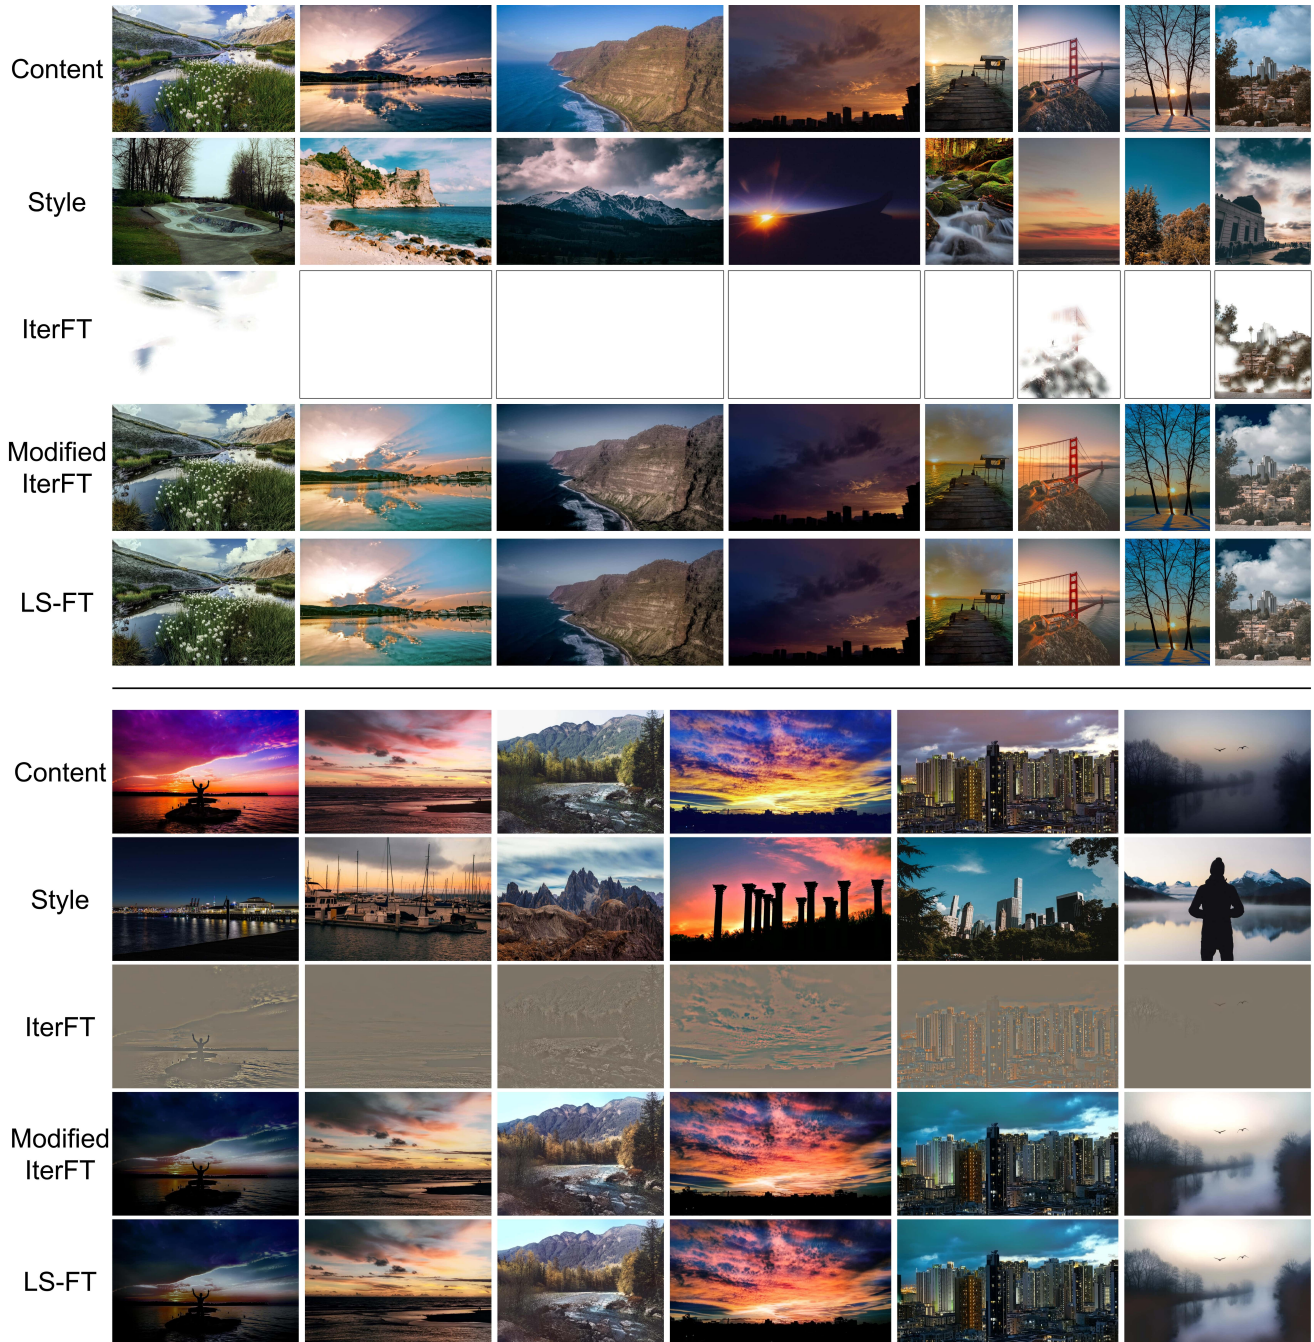 Content
Style
IterFT
Modified
IterFT
LS-FT
Content
Style
IterFT
Modified
IterFT
LS-FT